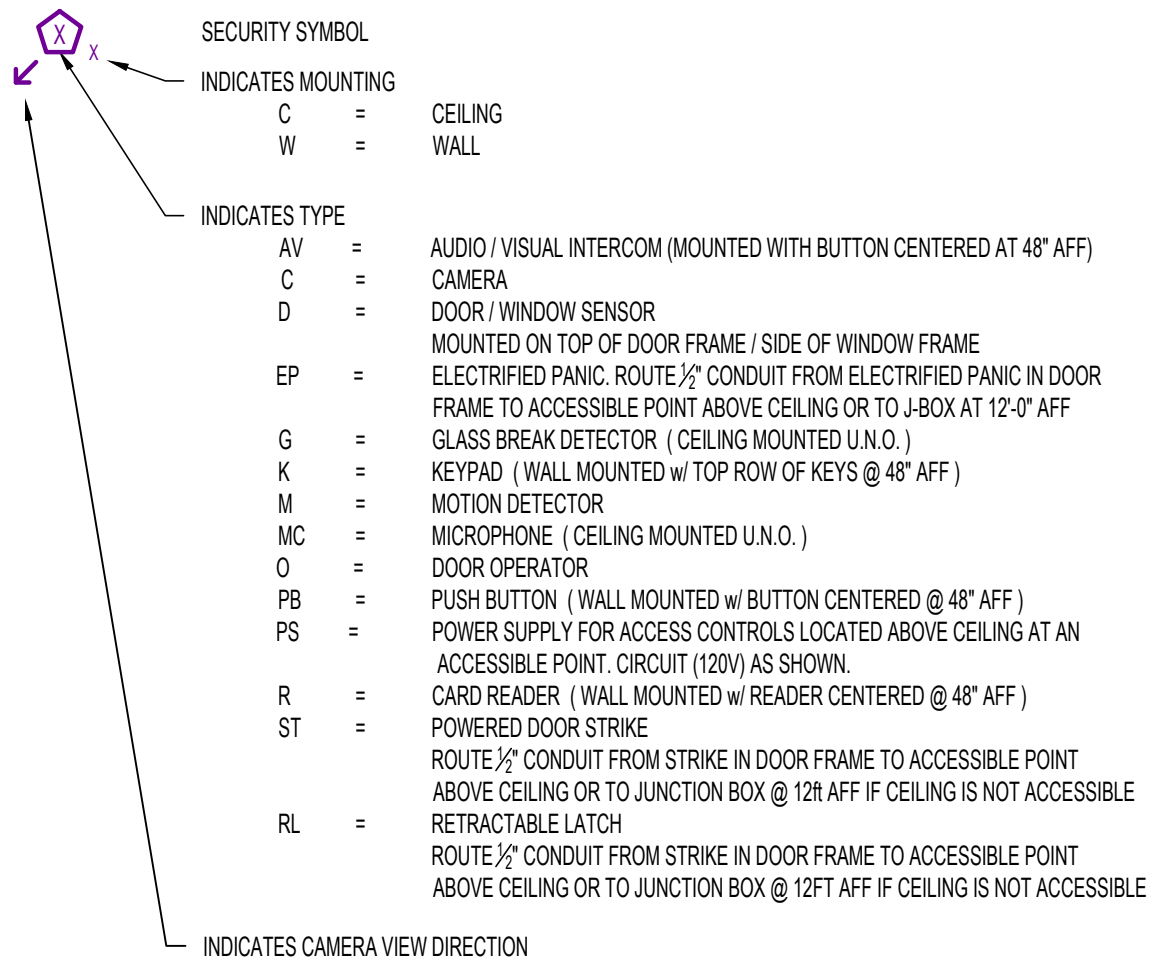 X
X
SECURITY SYMBOL
INDICATES MOUNTING
C = CEILING
W = WALL
INDICATES TYPE
AV = AUDIO / VISUAL INTERCOM (MOUNTED WITH BUTTON CENTERED AT 48" AFF)
C = CAMERA
D = DOOR / WINDOW SENSOR
MOUNTED ON TOP OF DOOR FRAME / SIDE OF WINDOW FRAME
EP = ELECTRIFIED PANIC. ROUTE ½" CONDUIT FROM ELECTRIFIED PANIC IN DOOR
FRAME TO ACCESSIBLE POINT ABOVE CEILING OR TO J-BOX AT 12'-0" AFF
G = GLASS BREAK DETECTOR ( CEILING MOUNTED U.N.O. )
K = KEYPAD ( WALL MOUNTED w/ TOP ROW OF KEYS @ 48" AFF )
M = MOTION DETECTOR
MC = MICROPHONE ( CEILING MOUNTED U.N.O. )
O = DOOR OPERATOR
PB = PUSH BUTTON ( WALL MOUNTED w/ BUTTON CENTERED @ 48" AFF )
PS = POWER SUPPLY FOR ACCESS CONTROLS LOCATED ABOVE CEILING AT AN
ACCESSIBLE POINT. CIRCUIT (120V) AS SHOWN.
R = CARD READER ( WALL MOUNTED w/ READER CENTERED @ 48" AFF )
ST = POWERED DOOR STRIKE
ROUTE ½" CONDUIT FROM STRIKE IN DOOR FRAME TO ACCESSIBLE POINT
ABOVE CEILING OR TO JUNCTION BOX @ 12ft AFF IF CEILING IS NOT ACCESSIBLE
RL = RETRACTABLE LATCH
ROUTE ½" CONDUIT FROM STRIKE IN DOOR FRAME TO ACCESSIBLE POINT
ABOVE CEILING OR TO JUNCTION BOX @ 12FT AFF IF CEILING IS NOT ACCESSIBLE
INDICATES CAMERA VIEW DIRECTION